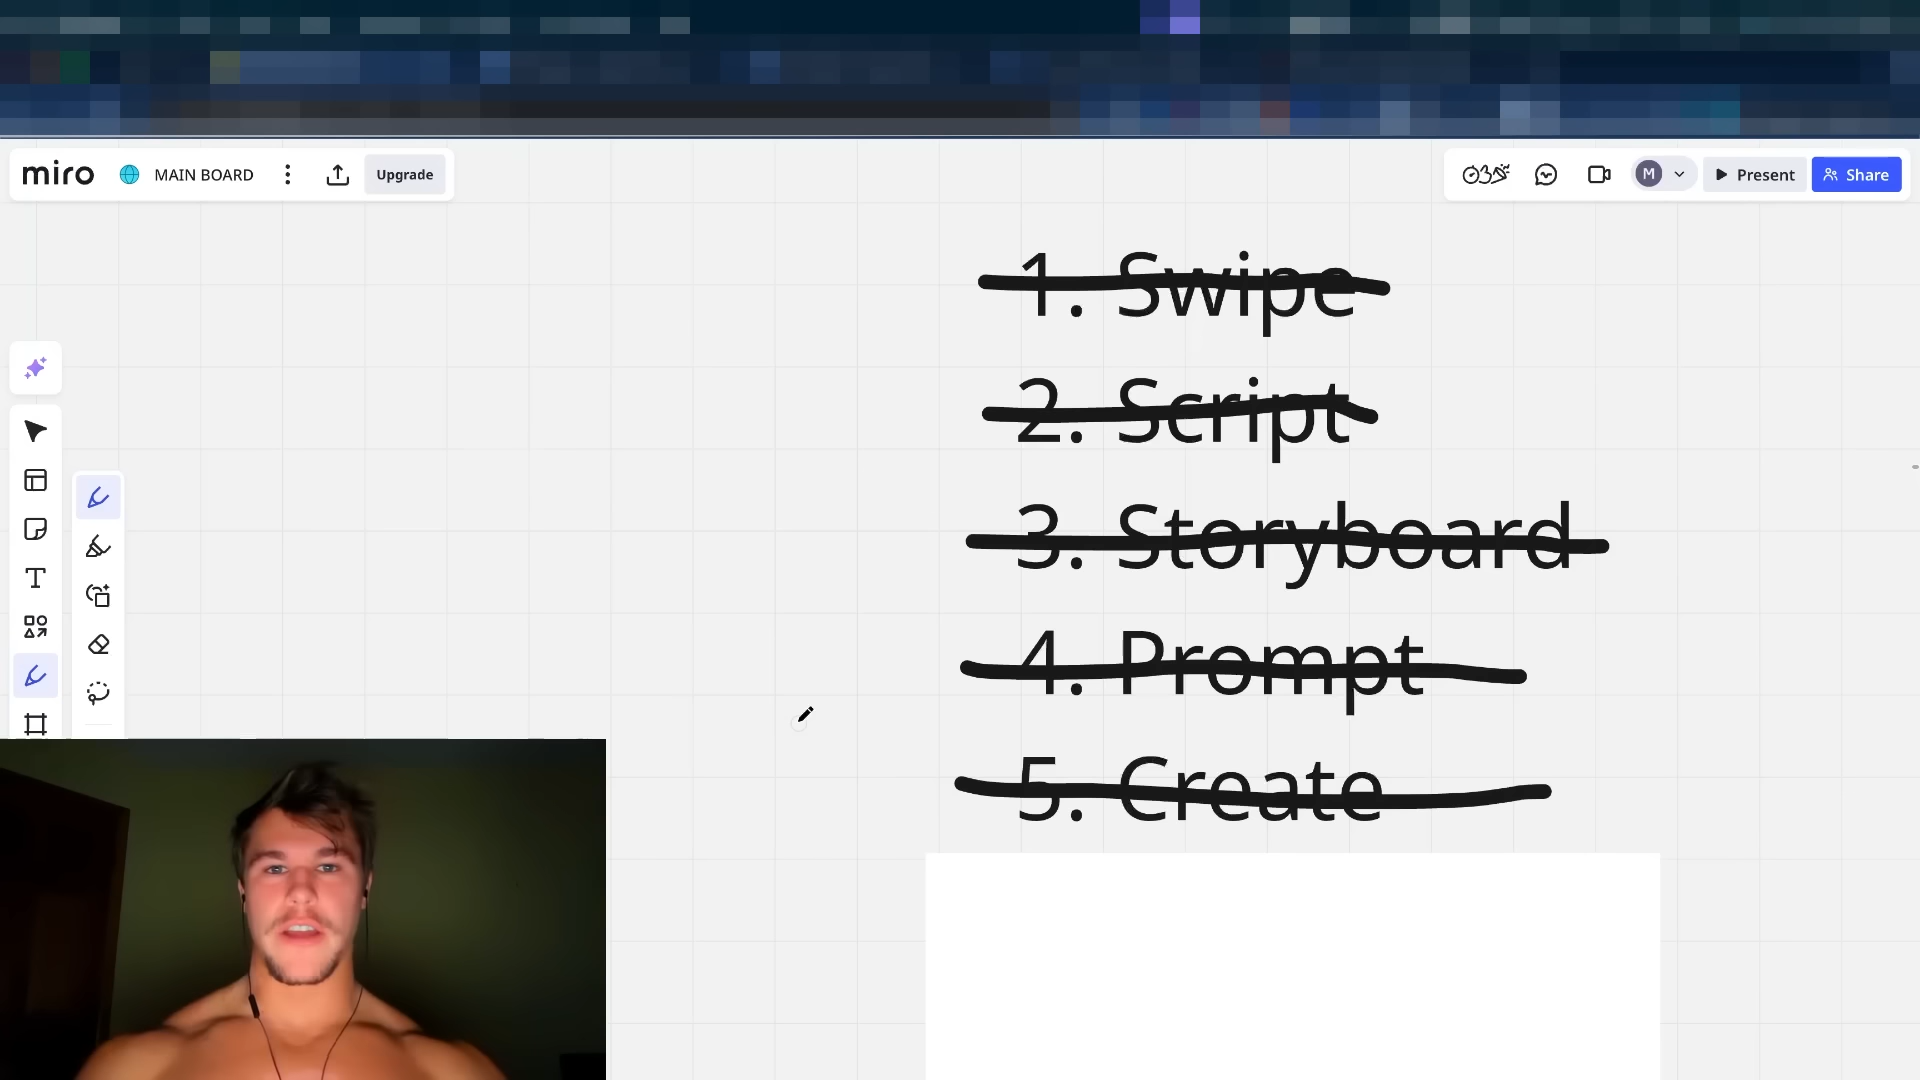 miro MAIN BOARD Upgrade
M Present Share
1. Swipe
2. Script
3. Storyboard
4. Prompt
5. Create